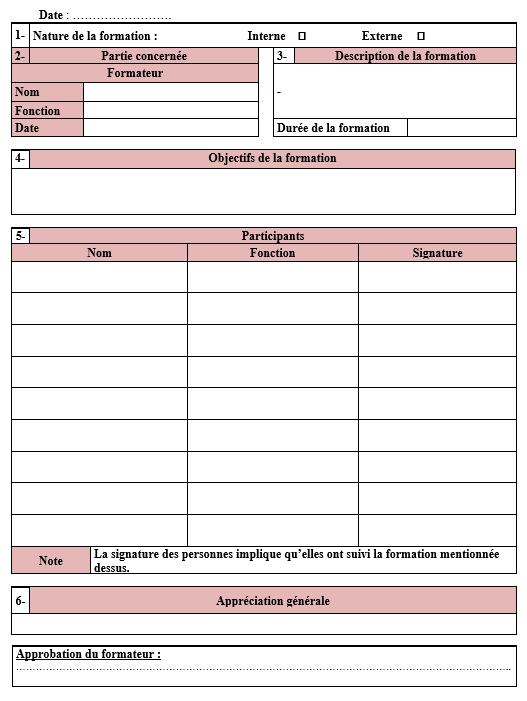 Date : ……………………
1- Nature de la formation : Interne □ Externe □
2- Partie concernée
Formateur
Nom
Fonction
Date
3- Description de la formation
-
Durée de la formation
4- Objectifs de la formation
5- Participants
Nom Fonction Signature
Note
La signature des personnes implique qu’elles ont suivi la formation mentionnée
dessus.
6- Appréciation générale
Approbation du formateur :
……………………………………………………………………………………………………………..